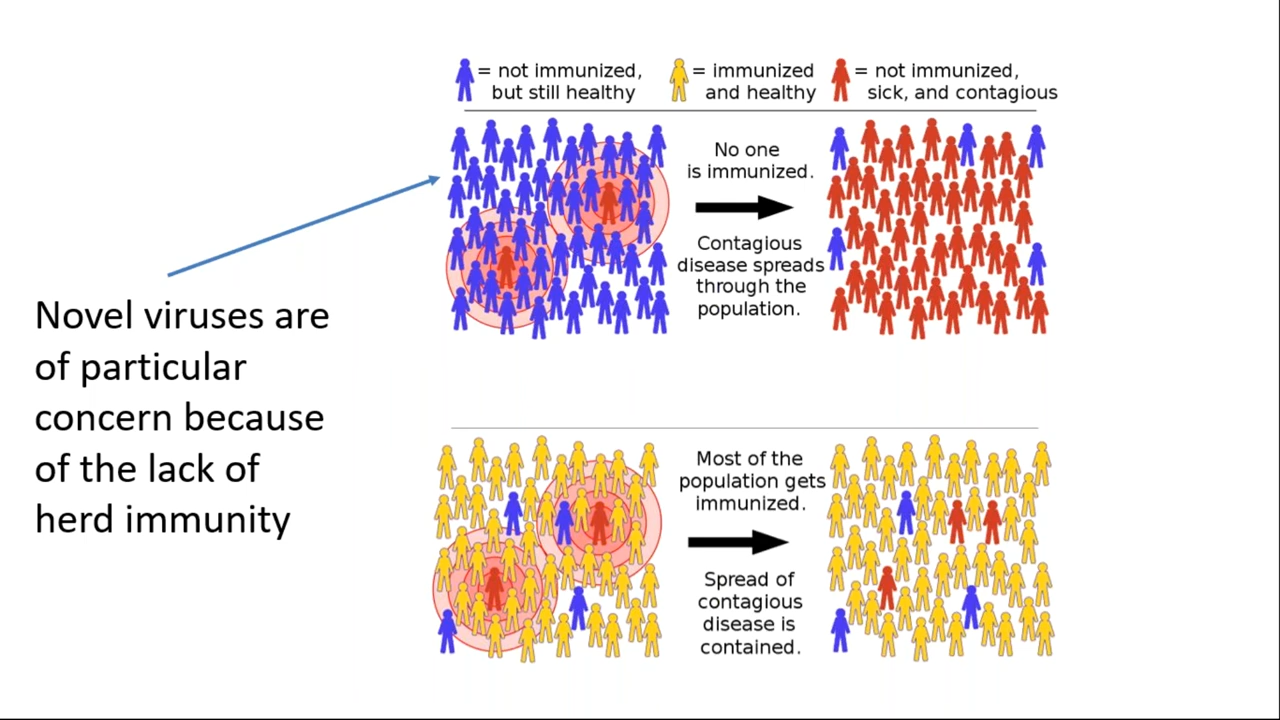 = not immunized,
but still healthy
= immunized
and healthy
= not immunized,
sick, and contagious
No one
is immunized.
Contagious
disease spreads
through the
population.
Novel viruses are
of particular
concern because
of the lack of
herd immunity
Most of the
population gets
immunized.
Spread of
contagious
disease is
contained.